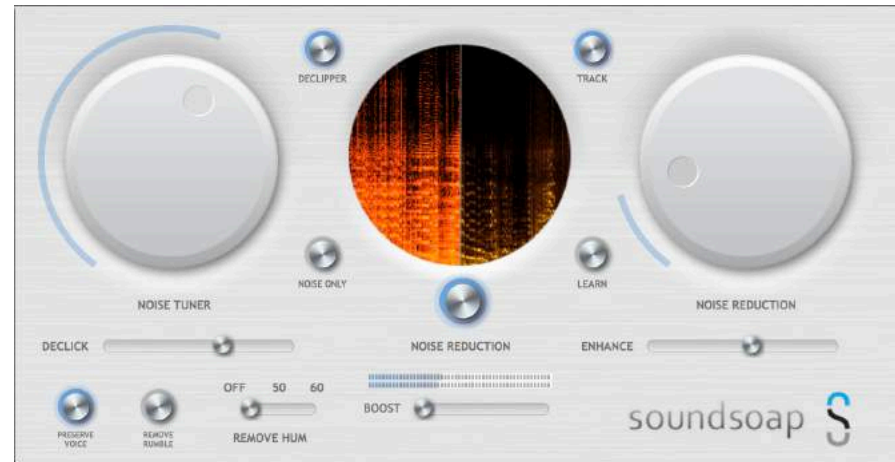 DECLIPPER
TRACK
NOISE ONLY
LEARN
NOISE TUNER
NOISE REDUCTION
DECLICK
NOISE REDUCTION
ENHANCE
OFF 50 60
BOOST
PRESERVE
VOICE
REMOVE
RUMBLE
REMOVE HUM
soundsoap